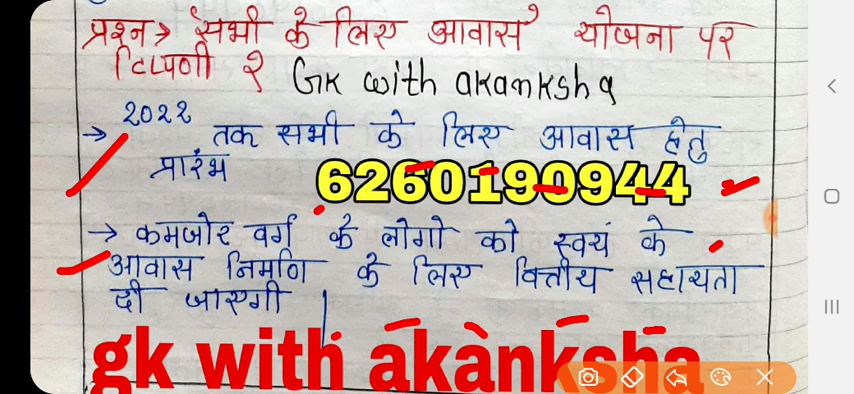 प्रश्न> सभी के लिए आवास योजना पर
टिप्पणी ? GK with akanksha
→ 2022 तक सभी के लिए आवास हेतु
प्रारंभ
6260190944
→ कमजोर वर्ग के लोगो को स्वयं के
आवास निर्माण के लिए वित्तीय सहायता
दी जाएगी |
gk with akanksha